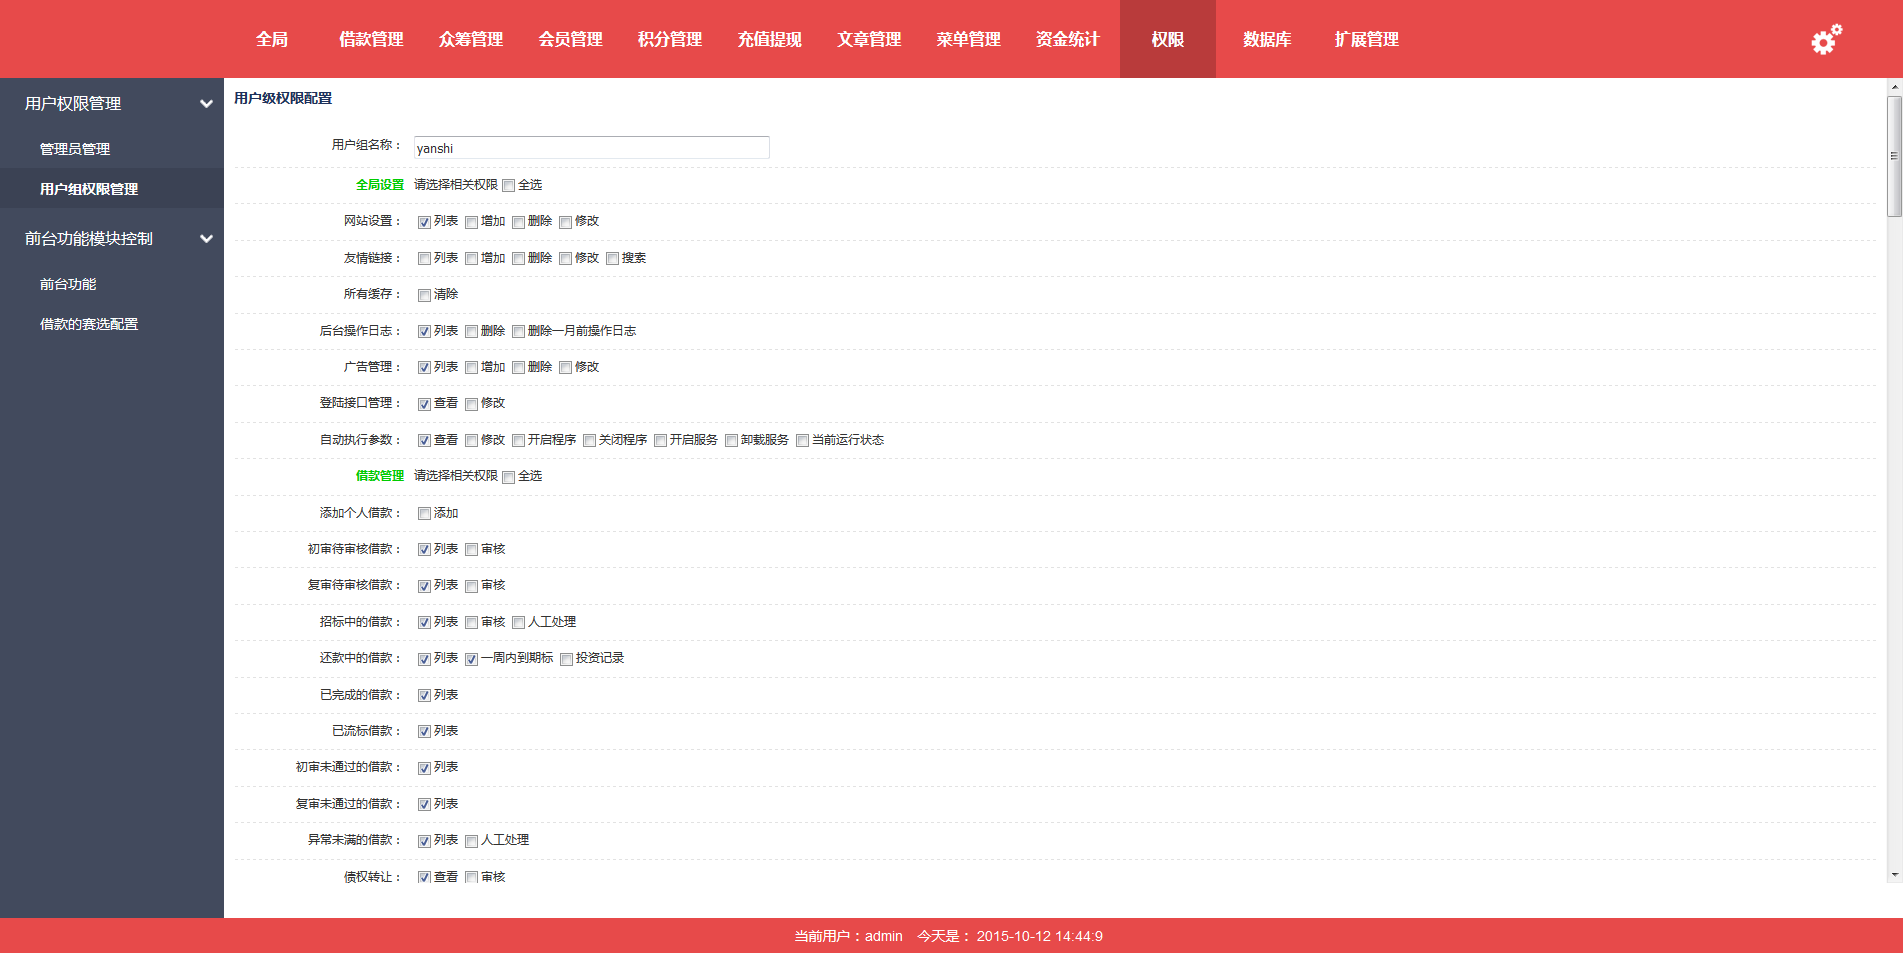 全局 借款管理 众筹管理 会员管理 积分管理 充值提现 文章管理 菜单管理 资金统计 权限 数据库 扩展管理
用户权限管理
管理员管理
用户组权限管理
前台功能模块控制
前台功能
借款的赛选配置
用户级权限配置
用户组名称： yanshi
全局设置 请选择相关权限 全选
网站设置： 列表 增加 删除 修改
友情链接： 列表 增加 删除 修改 搜索
所有缓存： 清除
后台操作日志： 列表 删除 删除一月前操作日志
广告管理： 列表 增加 删除 修改
登陆接口管理： 查看 修改
自动执行参数： 查看 修改 开启程序 关闭程序 开启服务 卸载服务 当前运行状态
借款管理 请选择相关权限 全选
添加个人借款： 添加
初审待审核借款： 列表 审核
复审待审核借款： 列表 审核
招标中的借款： 列表 审核 人工处理
还款中的借款： 列表 一周内到期标 投资记录
已完成的借款： 列表
已流标借款： 列表
初审未通过的借款： 列表
复审未通过的借款： 列表
异常未满的借款： 列表 人工处理
债权转让： 查看 审核
当前用户：admin 今天是： 2015-10-12 14:44:9